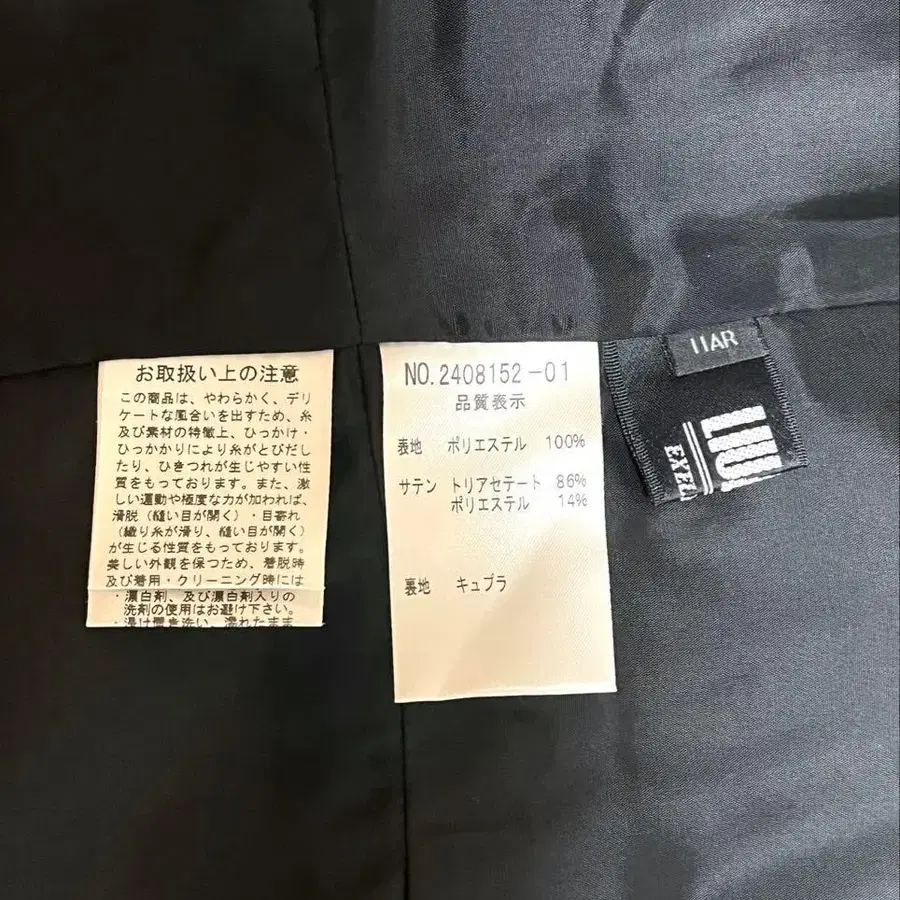 お取扱い上の注意
この商品は、やわらかく、デリ
ケートな風合いを出すため、糸
及び素材の特徴上、ひっかけ・
ひっかかりにより糸がとびだし
たり、ひきつれが生じやすい性
質をもっております。また、激
しい運動や極度な力が加われば、
滑脱（縫い目が開く）・目寄れ
（織り糸が滑り、縫い目が開く）
が生じる性質をもっております。
美しい外観を保つため、着脱時
及び着用・クリーニング時には
・漂白剤、及び漂白剤入りの
洗剤の使用はお避け下さい。
・浸け置き洗い、濡れたまま
NO.2408152-01
品質表示
表地 ポリエステル 100%
サテン トリアセテート 86%
ポリエステル 14%
裏地 キュプラ
11AR